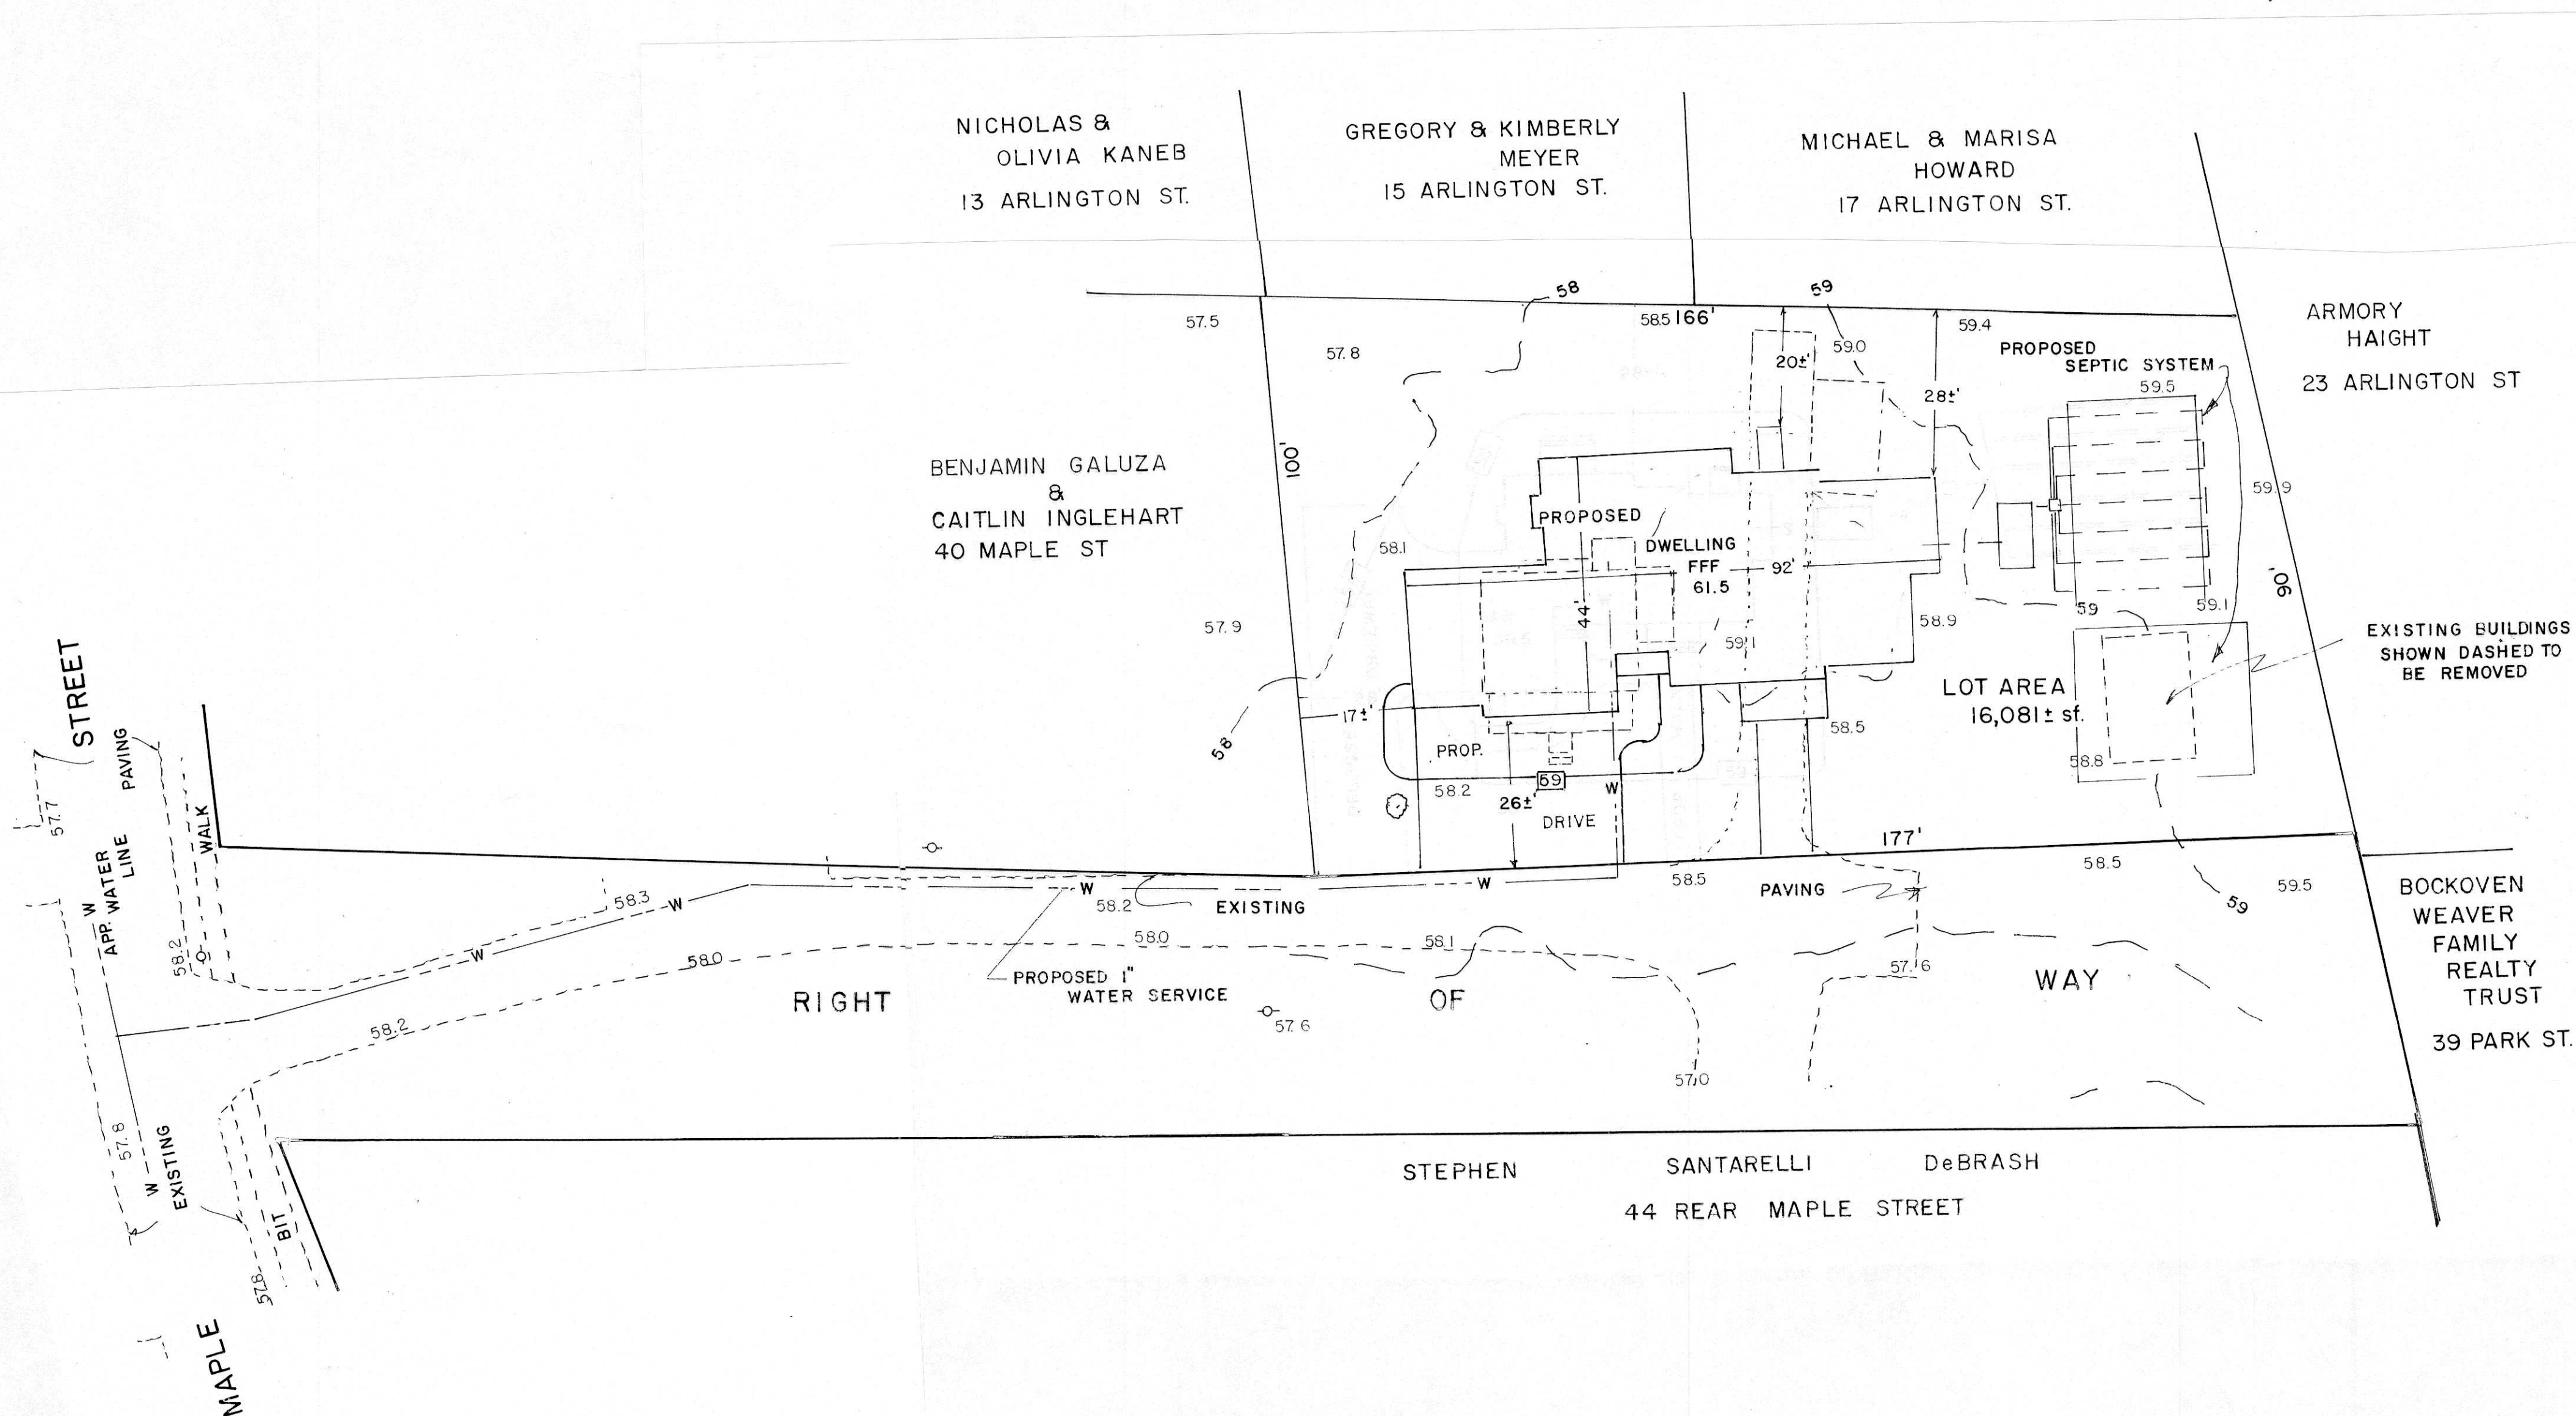 NICHOLAS &
OLIVIA KANEB
13 ARLINGTON ST.
GREGORY & KIMBERLY
MEYER
15 ARLINGTON ST.
MICHAEL & MARISA
HOWARD
17 ARLINGTON ST.
ARMORY
HAIGHT
23 ARLINGTON ST
58
59
57.5
57.8
58.5
166'
59.4
59.0
20±'
28±'
PROPOSED
SEPTIC SYSTEM
59.5
BENJAMIN GALUZA
&
CAITLIN INGLEHART
40 MAPLE ST
100'
58.1
PROPOSED
DWELLING
FFF
61.5
92'
44'
59.1
58.9
59.9
59
59.1
90'
57.9
EXISTING BUILDINGS
SHOWN DASHED TO
BE REMOVED
LOT AREA
16,081± sf.
58.8
58
17±'
PROP.
58.2
59
26±'
W
DRIVE
58.5
177'
STREET
PAVING
57.7
WALK
APP. WATER
LINE
W
58.2
58.3
W
W
W
W
58.2
EXISTING
58.5
PAVING
58.5
59.5
59
BOCKOVEN
WEAVER
FAMILY
REALTY
TRUST
39 PARK ST.
58.0
58.0
58.1
57.6
58.2
PROPOSED 1"
WATER SERVICE
57.6
RIGHT OF WAY
57.0
57.8
W
EXISTING
BIT
57.8
MAPLE
STEPHEN SANTARELLI DeBRASH
44 REAR MAPLE STREET